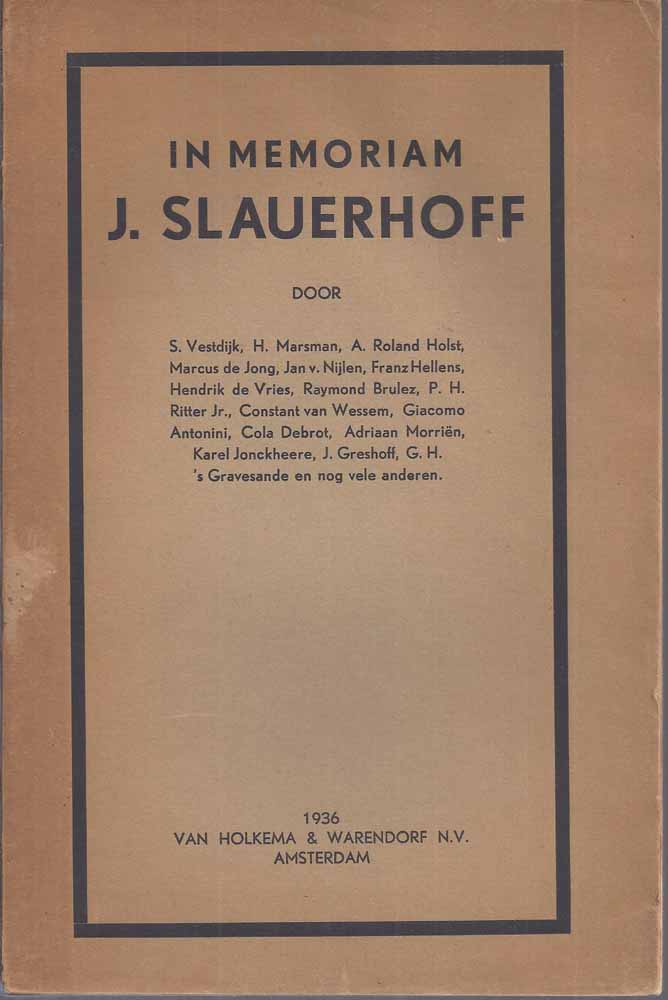 IN MEMORIAM
J. SLAUERHOFF
DOOR
S. Vestdijk, H. Marsman, A. Roland Holst,
Marcus de Jong, Jan v. Nijlen, Franz Hellens,
Hendrik de Vries, Raymond Brulez, P. H.
Ritter Jr., Constant van Wessem, Giacomo
Antonini, Cola Debrot, Adriaan Morriën,
Karel Jonckheere, J. Greshoff, G. H.
's Gravesande en nog vele anderen.
1936
VAN HOLKEMA & WARENDORF N.V.
AMSTERDAM